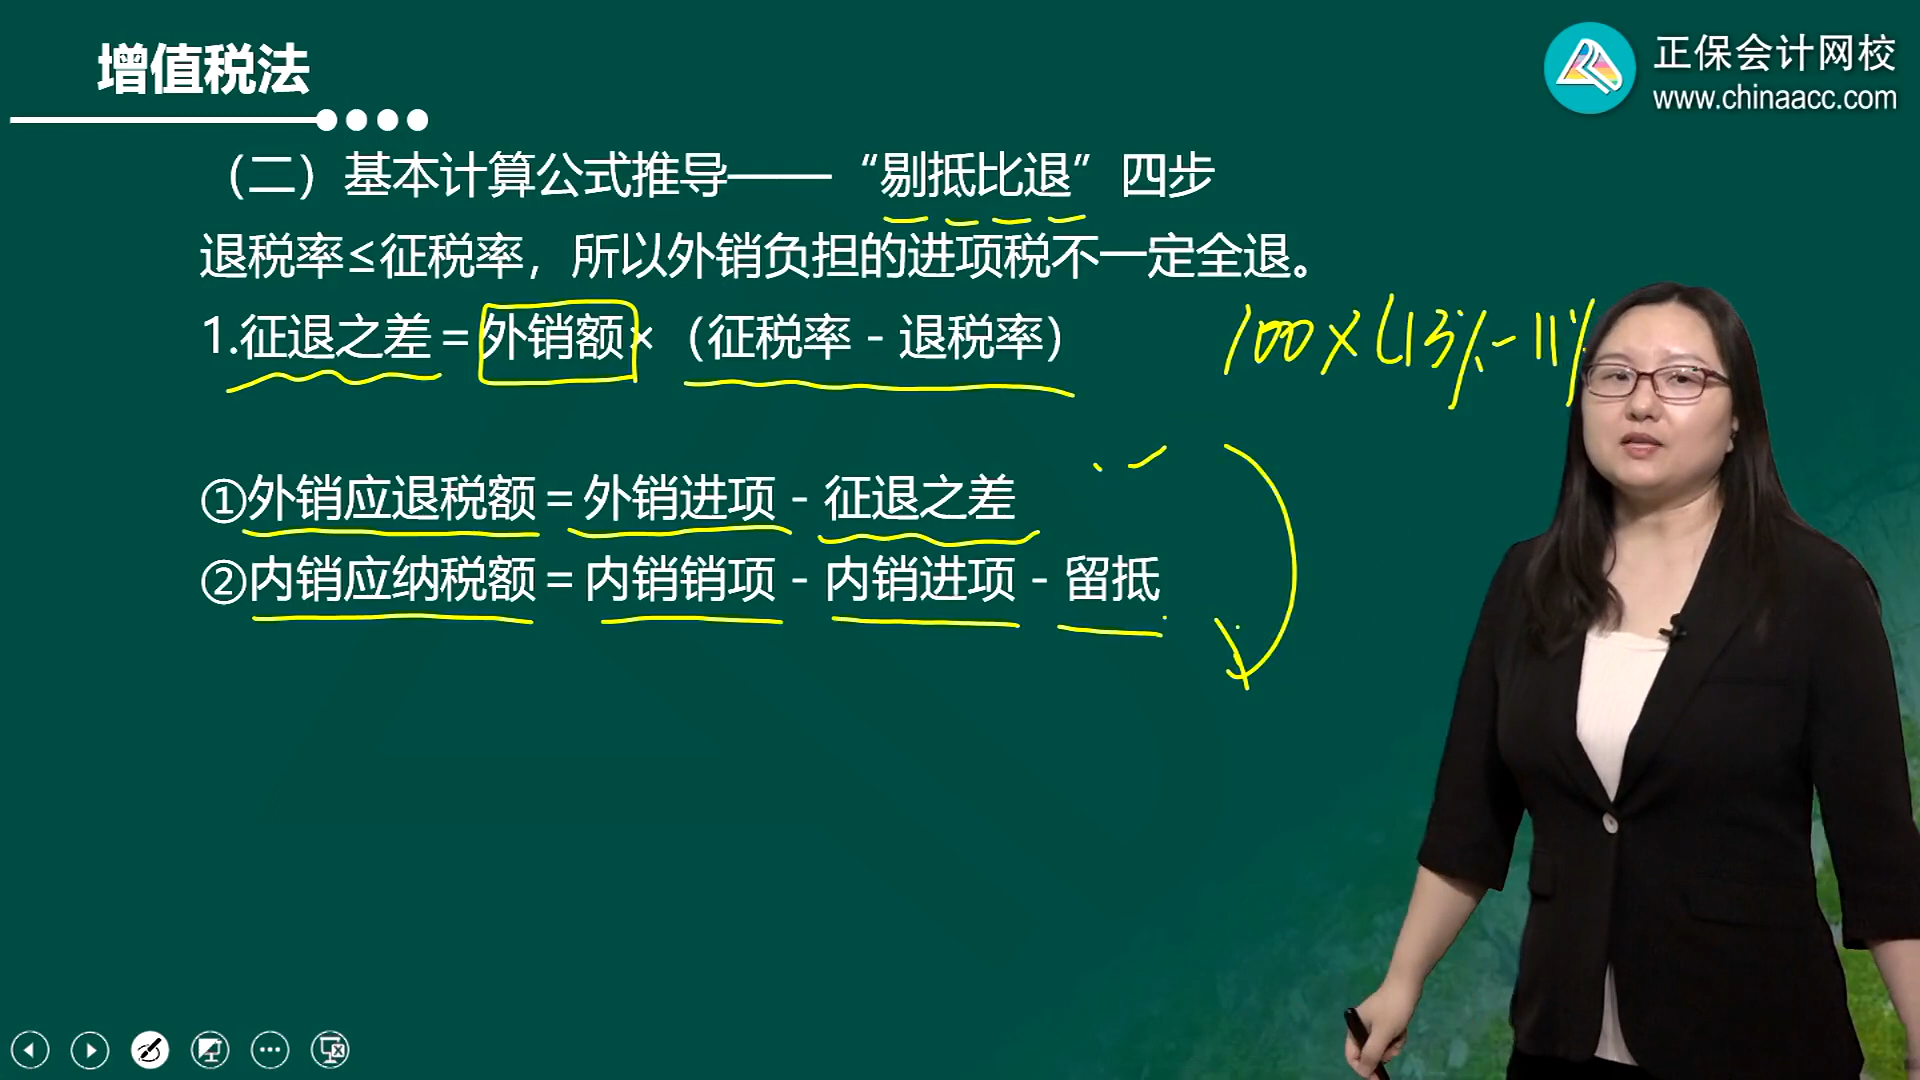 增值税法
正保会计网校
www.chinaacc.com
（二）基本计算公式推导——“剔抵比退”四步
退税率≤征税率，所以外销负担的进项税不一定全退。
1.征退之差＝外销额×（征税率－退税率）
100×(13%-11%
①外销应退税额＝外销进项－征退之差
②内销应纳税额＝内销销项－内销进项－留抵